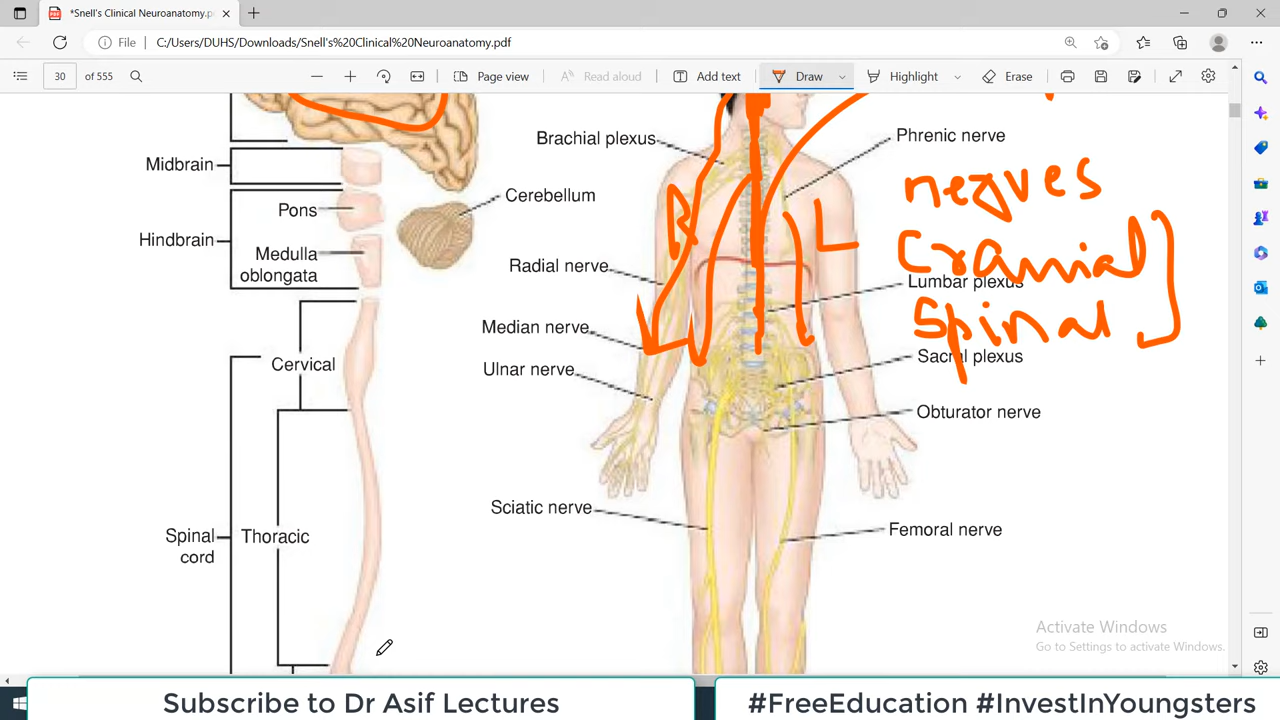 *Snell's Clinical Neuroanatomy.p
File
C:/Users/DUHS/Downloads/Snell's%20Clinical%20Neuroanatomy.pdf
30
of 555
Page view
Read aloud
Add text
Draw
Highlight
Erase
Midbrain
Pons
Hindbrain
Medulla
oblongata
Cerebellum
Cervical
Spinal
cord
Thoracic
Brachial plexus
Radial nerve
Median nerve
Ulnar nerve
Sciatic nerve
Phrenic nerve
Lumbar plexus
Sacral plexus
Obturator nerve
Femoral nerve
R
L
nerves
Cranial
Spinal
Activate Windows
Go to Settings to activate Windows.
Subscribe to Dr Asif Lectures
#FreeEducation #InvestInYoungsters